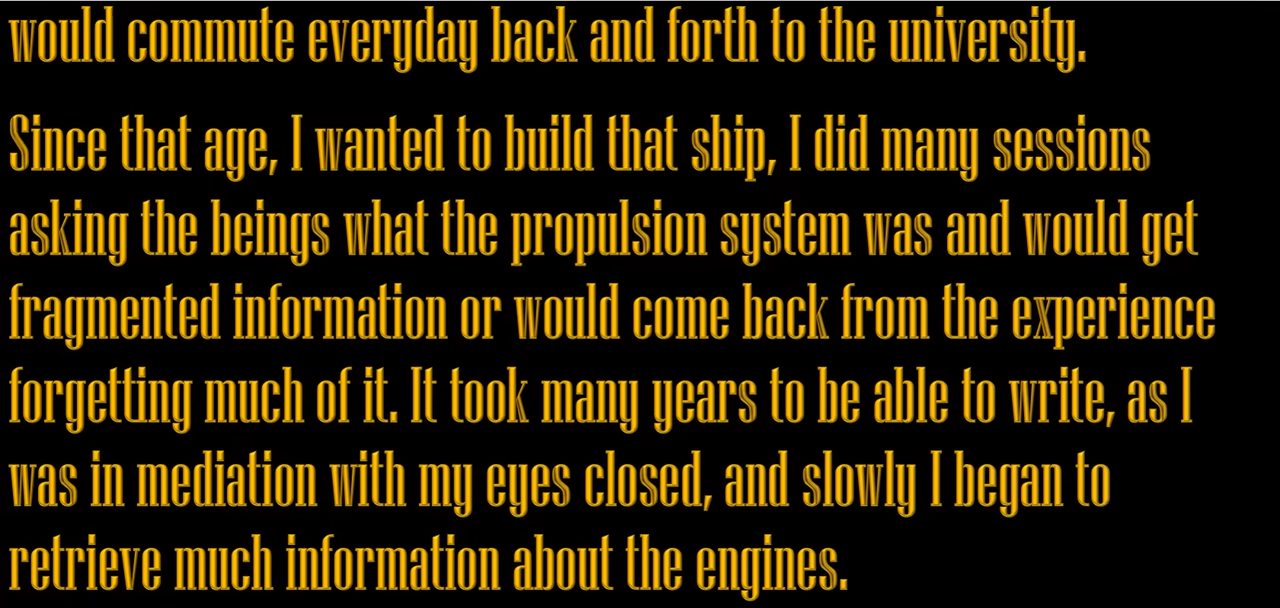 would commute everyday back and forth to the university.
Since that age, I wanted to build that ship, I did many sessions
asking the beings what the propulsion system was and would get
fragmented information or would come back from the experience
forgetting much of it. It took many years to be able to write, as I
was in mediation with my eyes closed, and slowly I began to
retrieve much information about the engines.